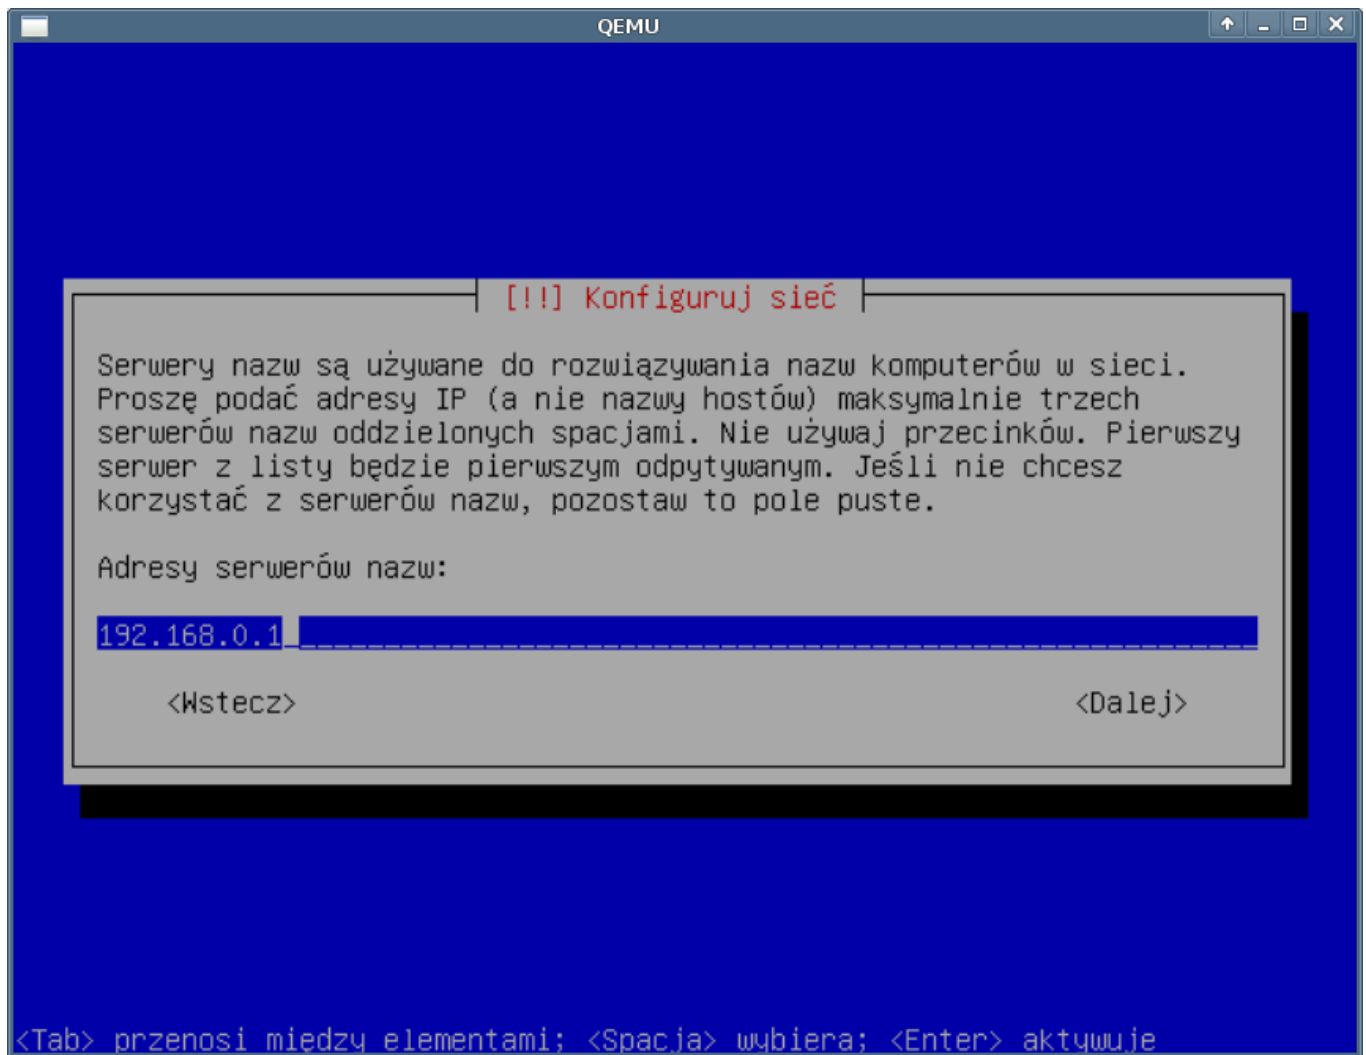 QEMU
[!!] Konfiguruj sieć
Serwery nazw są używane do rozwiązywania nazw komputerów w sieci.
Proszę podać adresy IP (a nie nazwy hostów) maksymalnie trzech
serwerów nazw oddzielonych spacjami. Nie używaj przecinków. Pierwszy
serwer z listy będzie pierwszym odpytywanym. Jeśli nie chcesz
korzystać z serwerów nazw, pozostaw to pole puste.
Adresy serwerów nazw:
192.168.0.1
<Wstecz> <Dalej>
<Tab> przenosi między elementami; <Spacja> wybiera; <Enter> aktywuje